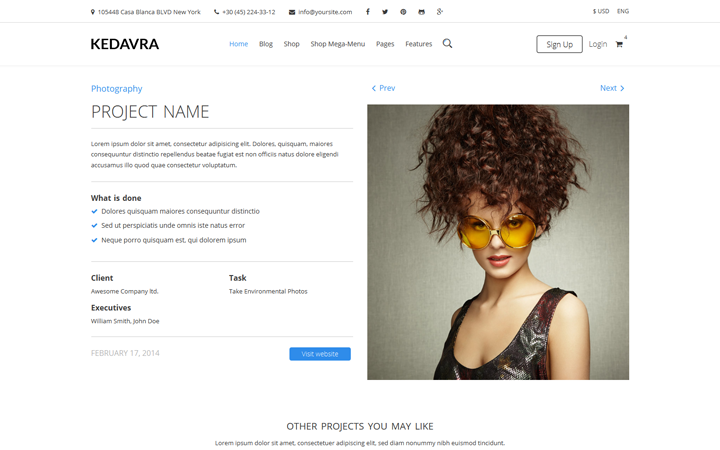 105448 Casa Blanca BLVD New York +30 (45) 224-33-12 info@yoursite.com $ USD ENG
KEDAVRA Home Blog Shop Shop Mega-Menu Pages Features Sign Up Login 4
Photography
PROJECT NAME
Lorem ipsum dolor sit amet, consectetur adipisicing elit. Dolores, quisquam, maiores
consequuntur distinctio repellendus beatae fugiat est non officiis natus dolore eligendi
accusamus illo quod quae consectetur voluptatum.
What is done
Dolores quisquam maiores consequuntur distinctio
Sed ut perspiciatis unde omnis iste natus error
Neque porro quisquam est, qui dolorem ipsum
Client Task
Awesome Company ltd. Take Environmental Photos
Executives
William Smith, John Doe
FEBRUARY 17, 2014 Visit website
Prev Next
OTHER PROJECTS YOU MAY LIKE
Lorem ipsum dolor sit amet, consectetuer adipiscing elit, sed diam nonummy nibh euismod tincidunt.